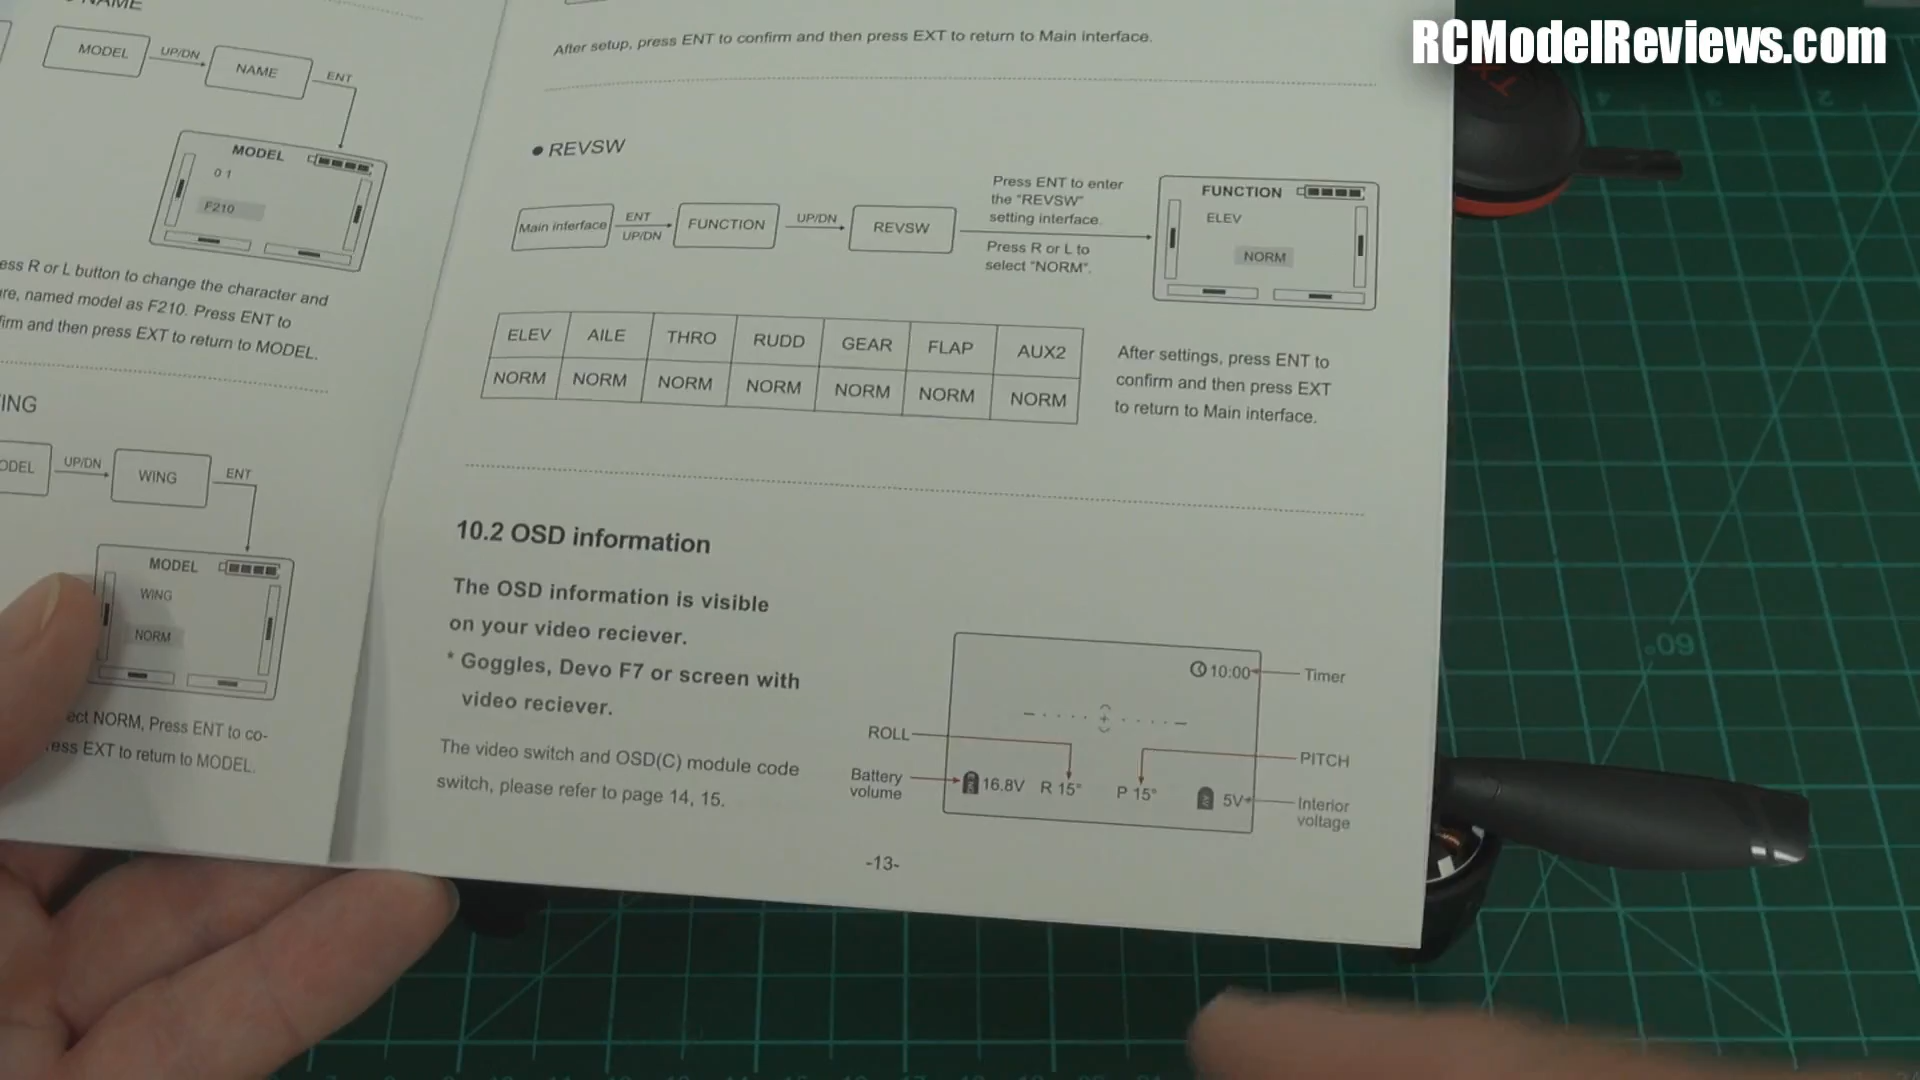 RCModelReviews.com
NAME
MODEL
UP/DN
NAME
ENT
MODEL
0 1
F210
R or L button to change the character and
named model as F210. Press ENT to
and then press EXT to return to MODEL.
UP/DN
WING
ENT
MODEL
WING
NORM
NORM, Press ENT to co-
EXT to return to MODEL.
After setup, press ENT to confirm and then press EXT to return to Main interface.
● REVSW
Main interface
ENT
UP/DN
FUNCTION
UP/DN
REVSW
Press ENT to enter
the "REVSW"
setting interface.
Press R or L to
select "NORM".
FUNCTION
ELEV
NORM
ELEV AILE THRO RUDD GEAR FLAP AUX2
NORM NORM NORM NORM NORM NORM NORM
After settings, press ENT to
confirm and then press EXT
to return to Main interface.
10.2 OSD information
The OSD information is visible
on your video reciever.
* Goggles, Devo F7 or screen with
video reciever.
The video switch and OSD(C) module code
switch, please refer to page 14, 15.
10:00
Timer
ROLL
PITCH
Battery
volume
16.8V R 15° P 15° 5V
Interior
voltage
-13-